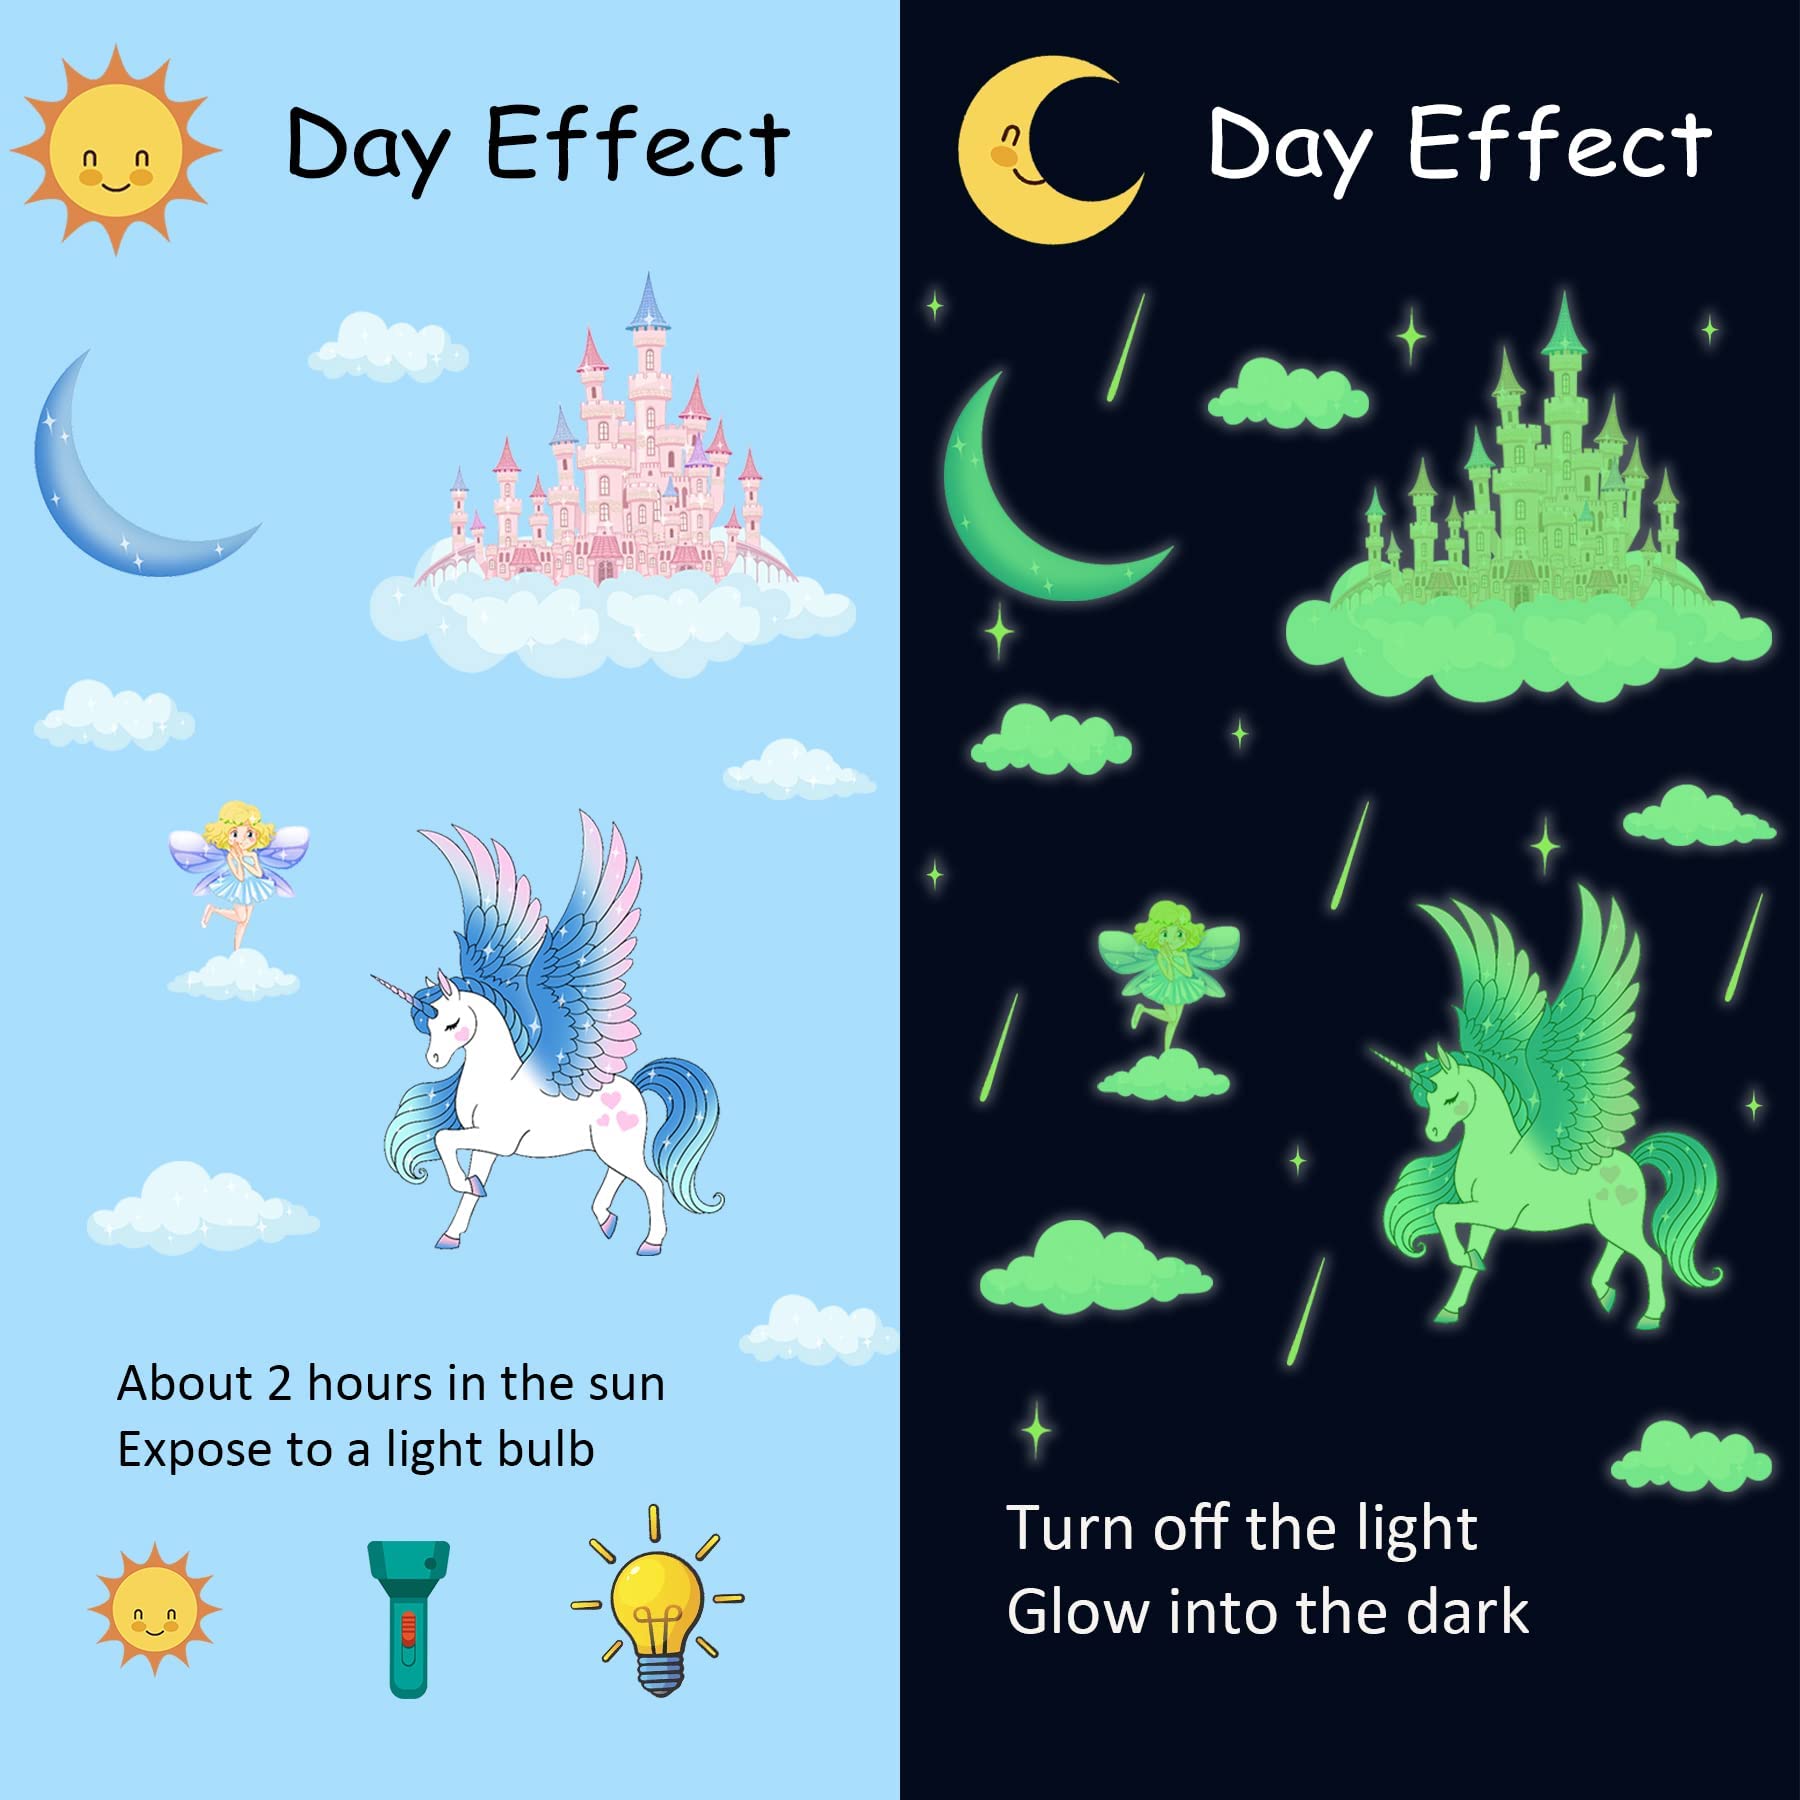 Day Effect
Day Effect
About 2 hours in the sun
Expose to a light bulb
Turn off the light
Glow into the dark